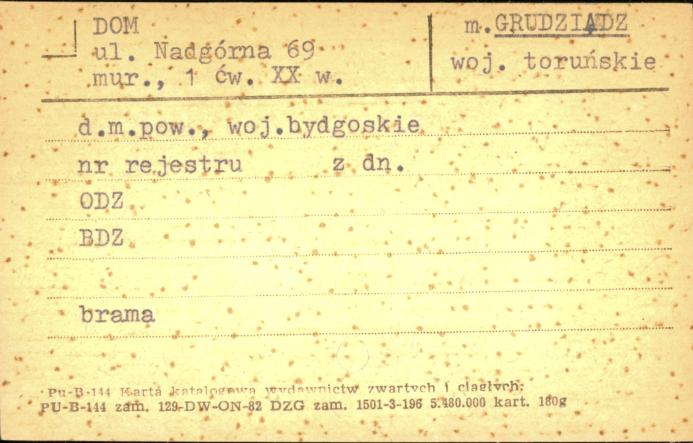 DOM
ul. Nadgórna 69
mur., 1 ćw. XX w.
m.GRUDZIĄDZ
woj. toruńskie
d.m.pow., woj.bydgoskie
nr rejestru z dn.
ODZ
BDZ
brama
Pu-B-144 Karta katalogowa wydawnictw zwartych i ciągłych;
PU-B-144 zam. 129-DW-ON-82 DZG zam. 1501-3-196 5.480.000 kart. 180g